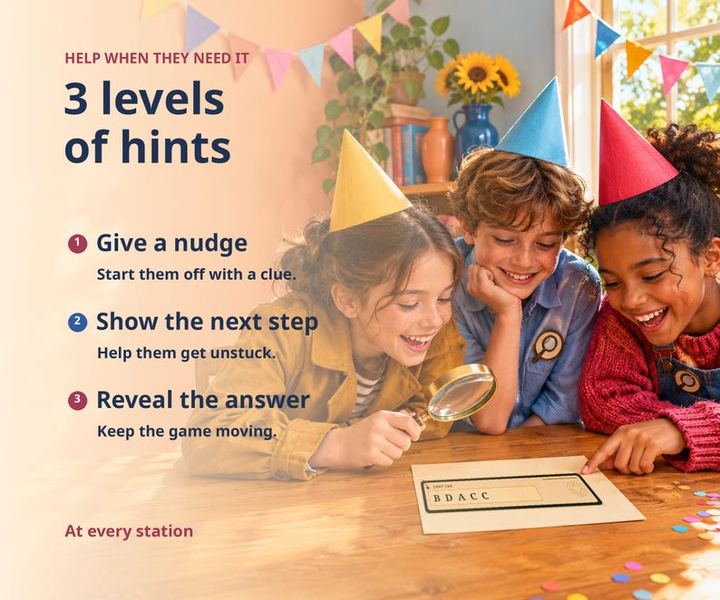 HELP WHEN THEY NEED IT
3 levels
of hints
1 Give a nudge
Start them off with a clue.
2 Show the next step
Help them get unstuck.
3 Reveal the answer
Keep the game moving.
BDACC
At every station